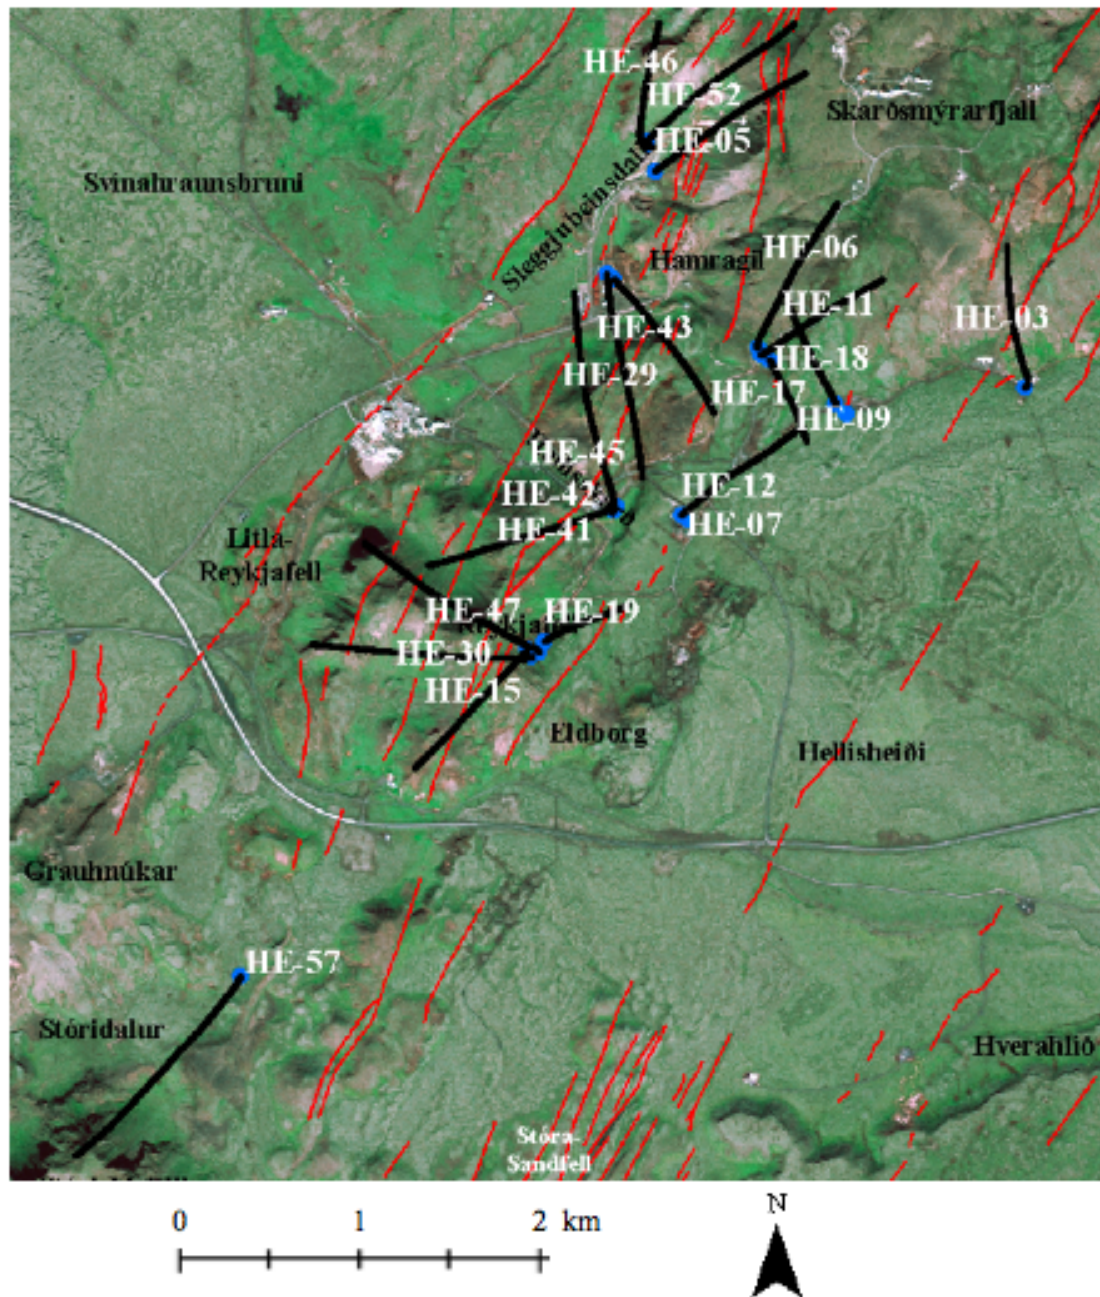 HE-46
HE-52
Skarðsmýrarfjall
HE-05
Svínahraunsbruni
Sleggjubeinsdalir
Hamragil
HE-06
HE-11
HE-03
HE-43
HE-18
HE-29
HE-17
HE-09
HE-45
HE-12
HE-42
HE-07
HE-41
Litla-
Reykjafell
HE-19
HE-47
HE-30
HE-15
Eldborg
Hellisheiði
Grauhnúkar
HE-57
Stóridalur
Hverahlíð
Stóra-
Sandfell
0 1 2 km
N